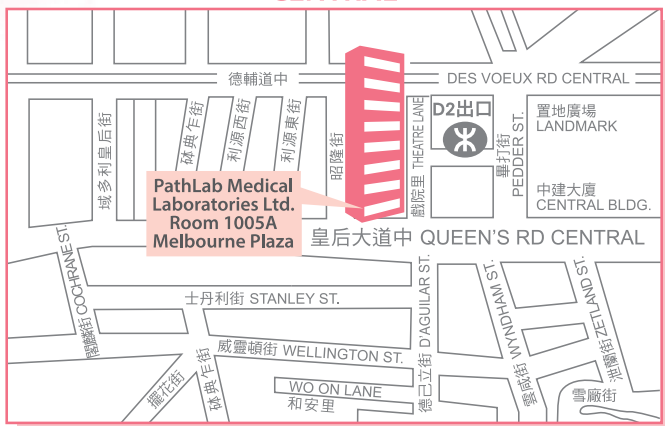 德輔道中
DES VOEUX RD CENTRAL
域多利皇后街
砵典乍街
利源西街
利源東街
昭隆街
戲院里 THEATRE LANE
D2出口
畢打街
PEDDER ST.
置地廣場
LANDMARK
中建大廈
CENTRAL BLDG.
PathLab Medical
Laboratories Ltd.
Room 1005A
Melbourne Plaza
皇后大道中 QUEEN'S RD CENTRAL
閣麟街 COCHRANE ST.
士丹利街 STANLEY ST.
德己立街 D'AGUILAR ST.
雲咸街 WYNDHAM ST.
泄蘭街 ZETLAND ST.
威靈頓街 WELLINGTON ST.
擺花街
砵典乍街
WO ON LANE
和安里
雪廠街